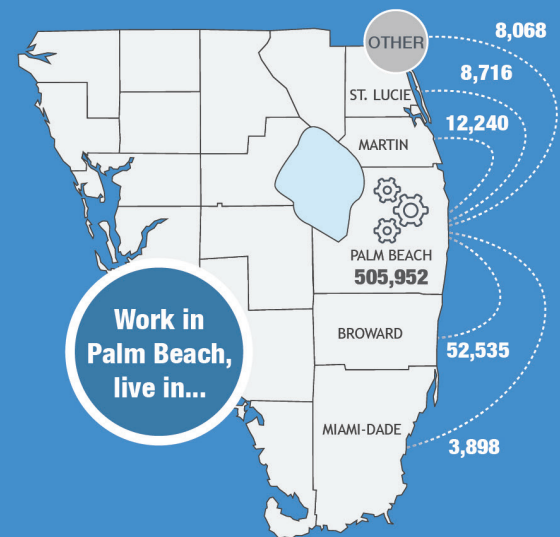 OTHER
8,068
8,716
ST. LUCIE
12,240
MARTIN
PALM BEACH
505,952
Work in
Palm Beach,
live in...
BROWARD
52,535
MIAMI-DADE
3,898